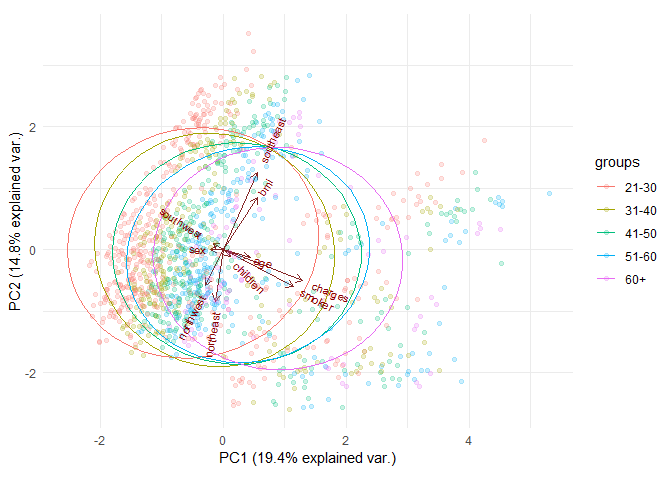 PC2 (14.8% explained var.)
2
0
-2
southeast
bmi
southwest
sex
age
children
charges
smoker
northwest
northeast
-2
0
2
4
PC1 (19.4% explained var.)
groups
21-30
31-40
41-50
51-60
60+